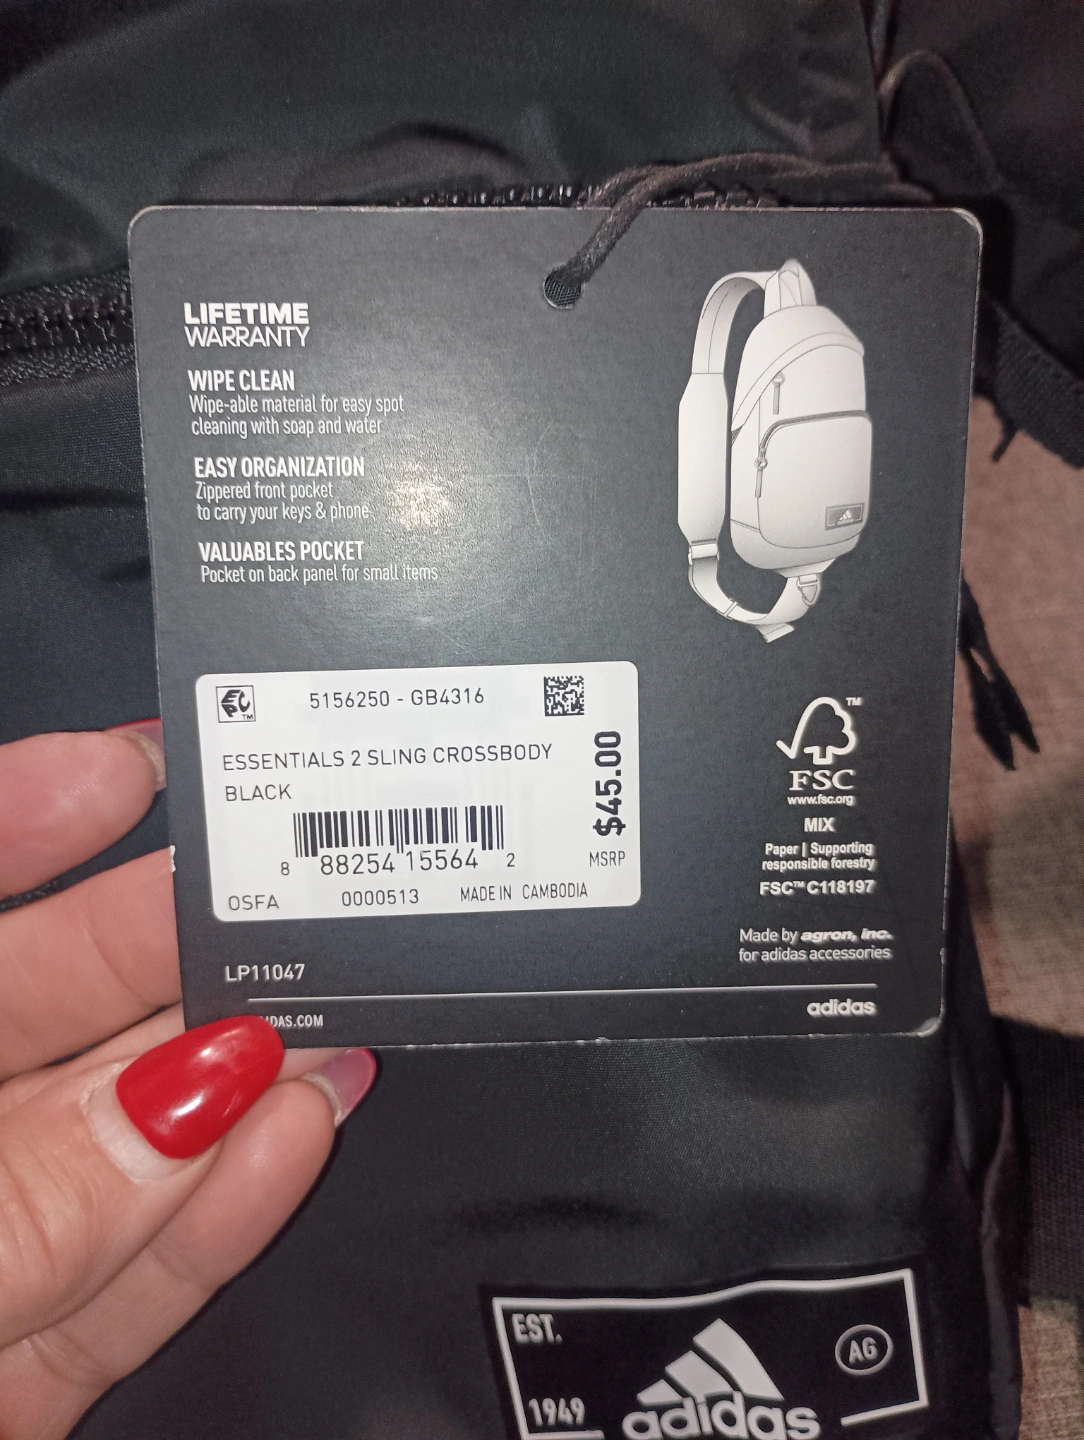 LIFETIME
WARRANTY
WIPE CLEAN
Wipe-able material for easy spot
cleaning with soap and water
EASY ORGANIZATION
Zippered front pocket
to carry your keys & phone
VALUABLES POCKET
Pocket on back panel for small items
5156250 - GB4316
ESSENTIALS 2 SLING CROSSBODY
BLACK
$45.00
MSRP
8 88254 15564 2
OSFA 0000513 MADE IN CAMBODIA
FSC™
www.fsc.org
MIX
Paper | Supporting
responsible forestry
FSC™ C118197
Made by agron, inc.
for adidas accessories
LP11047
adidas
DAS.COM
EST.
1949
adidas
AG